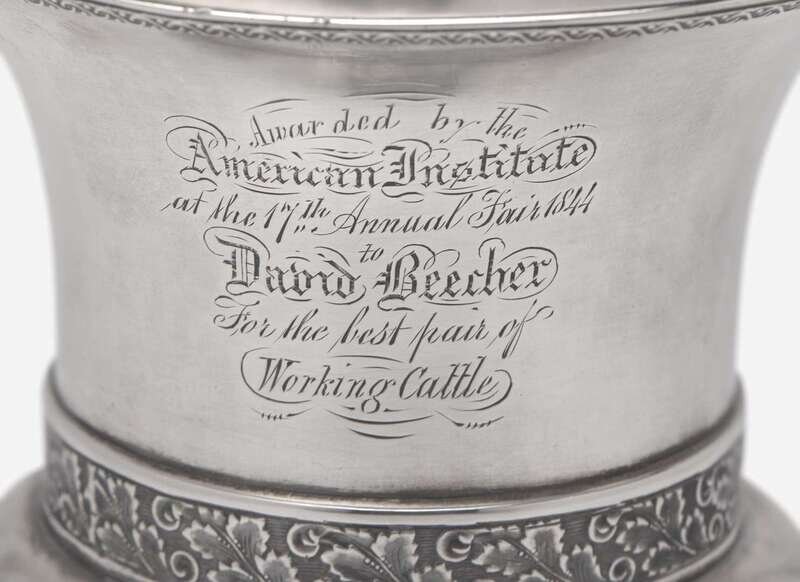 Awarded by the
American Institute
at the 17th Annual Fair 1844
to
David Beecher
For the best pair of
Working Cattle